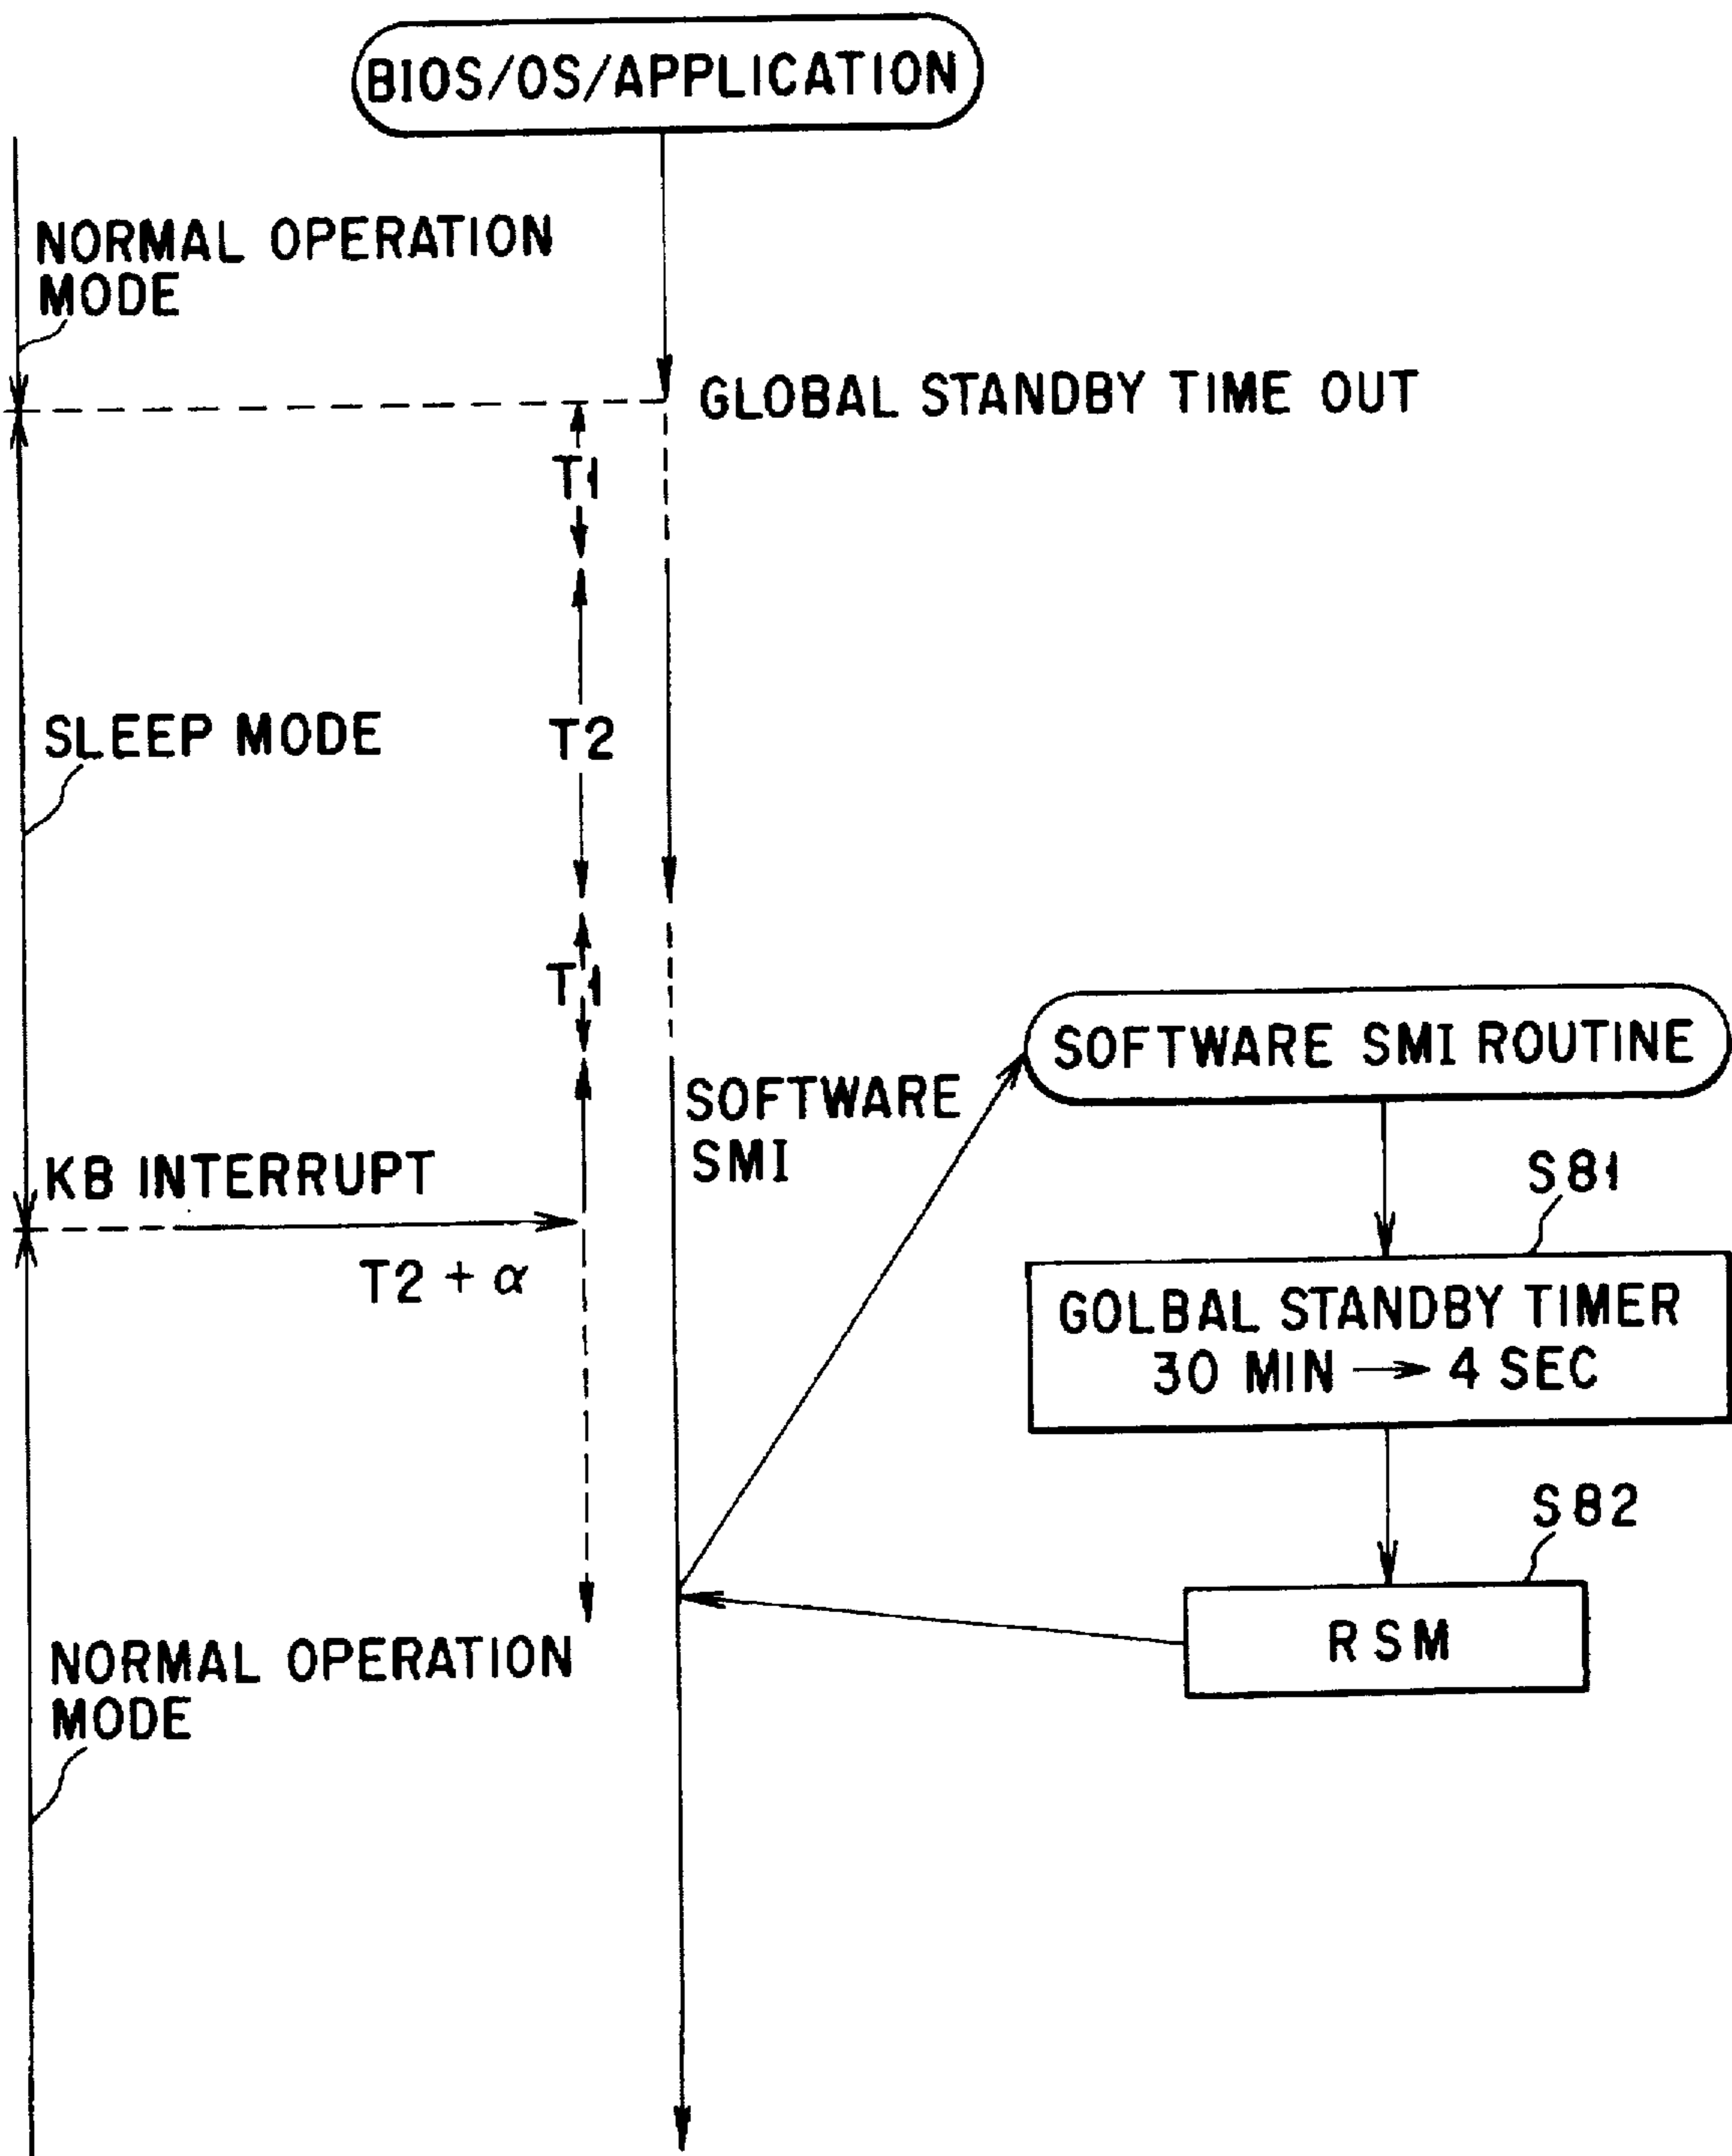 BIOS/OS/APPLICATION
NORMAL OPERATION
MODE
GLOBAL STANDBY TIME OUT
T1
SLEEP MODE
T2
T1
SOFTWARE SMI ROUTINE
SOFTWARE
SMI
KB INTERRUPT
S81
T2 + α
GOLBAL STANDBY TIMER
30 MIN → 4 SEC
S82
RSM
NORMAL OPERATION
MODE